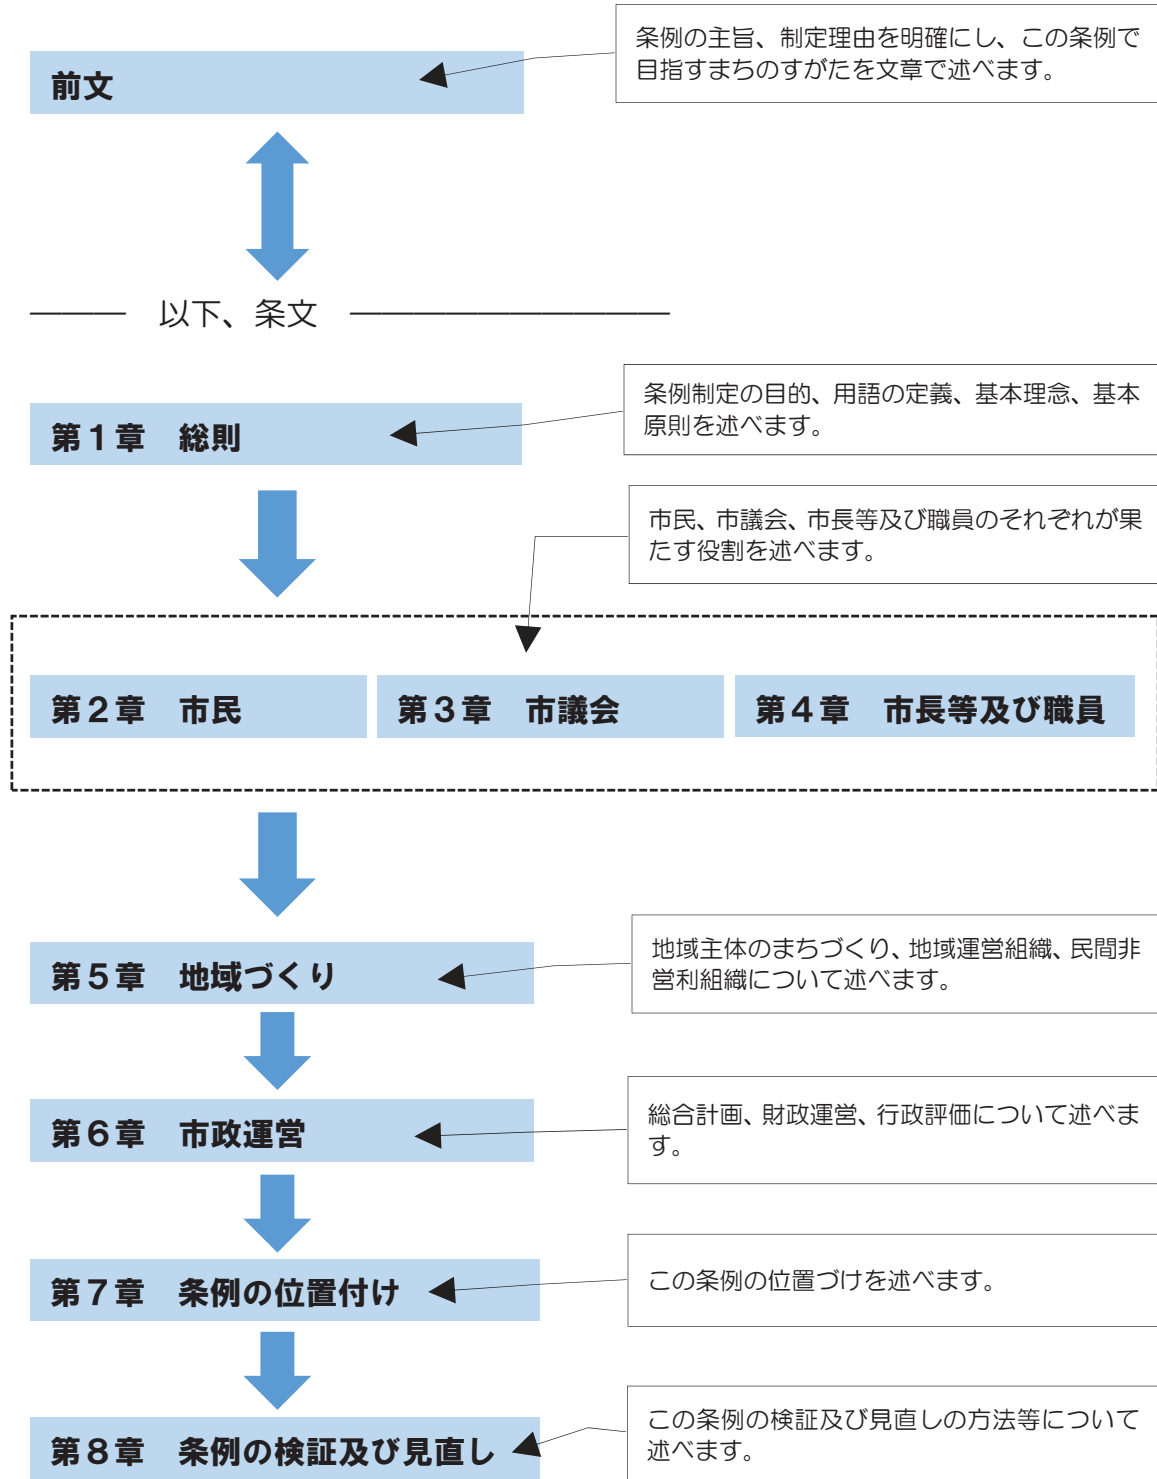 条例の主旨、制定理由を明確にし、この条例で
目指すまちのすがたを文章で述べます。
前文
以下、条文
条例制定の目的、用語の定義、基本理念、基本
原則を述べます。
第１章　総則
市民、市議会、市長等及び職員のそれぞれが果
たす役割を述べます。
第２章　市民
第３章　市議会
第４章　市長等及び職員
地域主体のまちづくり、地域運営組織、民間非
営利組織について述べます。
第５章　地域づくり
総合計画、財政運営、行政評価について述べま
す。
第６章　市政運営
この条例の位置づけを述べます。
第７章　条例の位置付け
この条例の検証及び見直しの方法等について
述べます。
第８章　条例の検証及び見直し